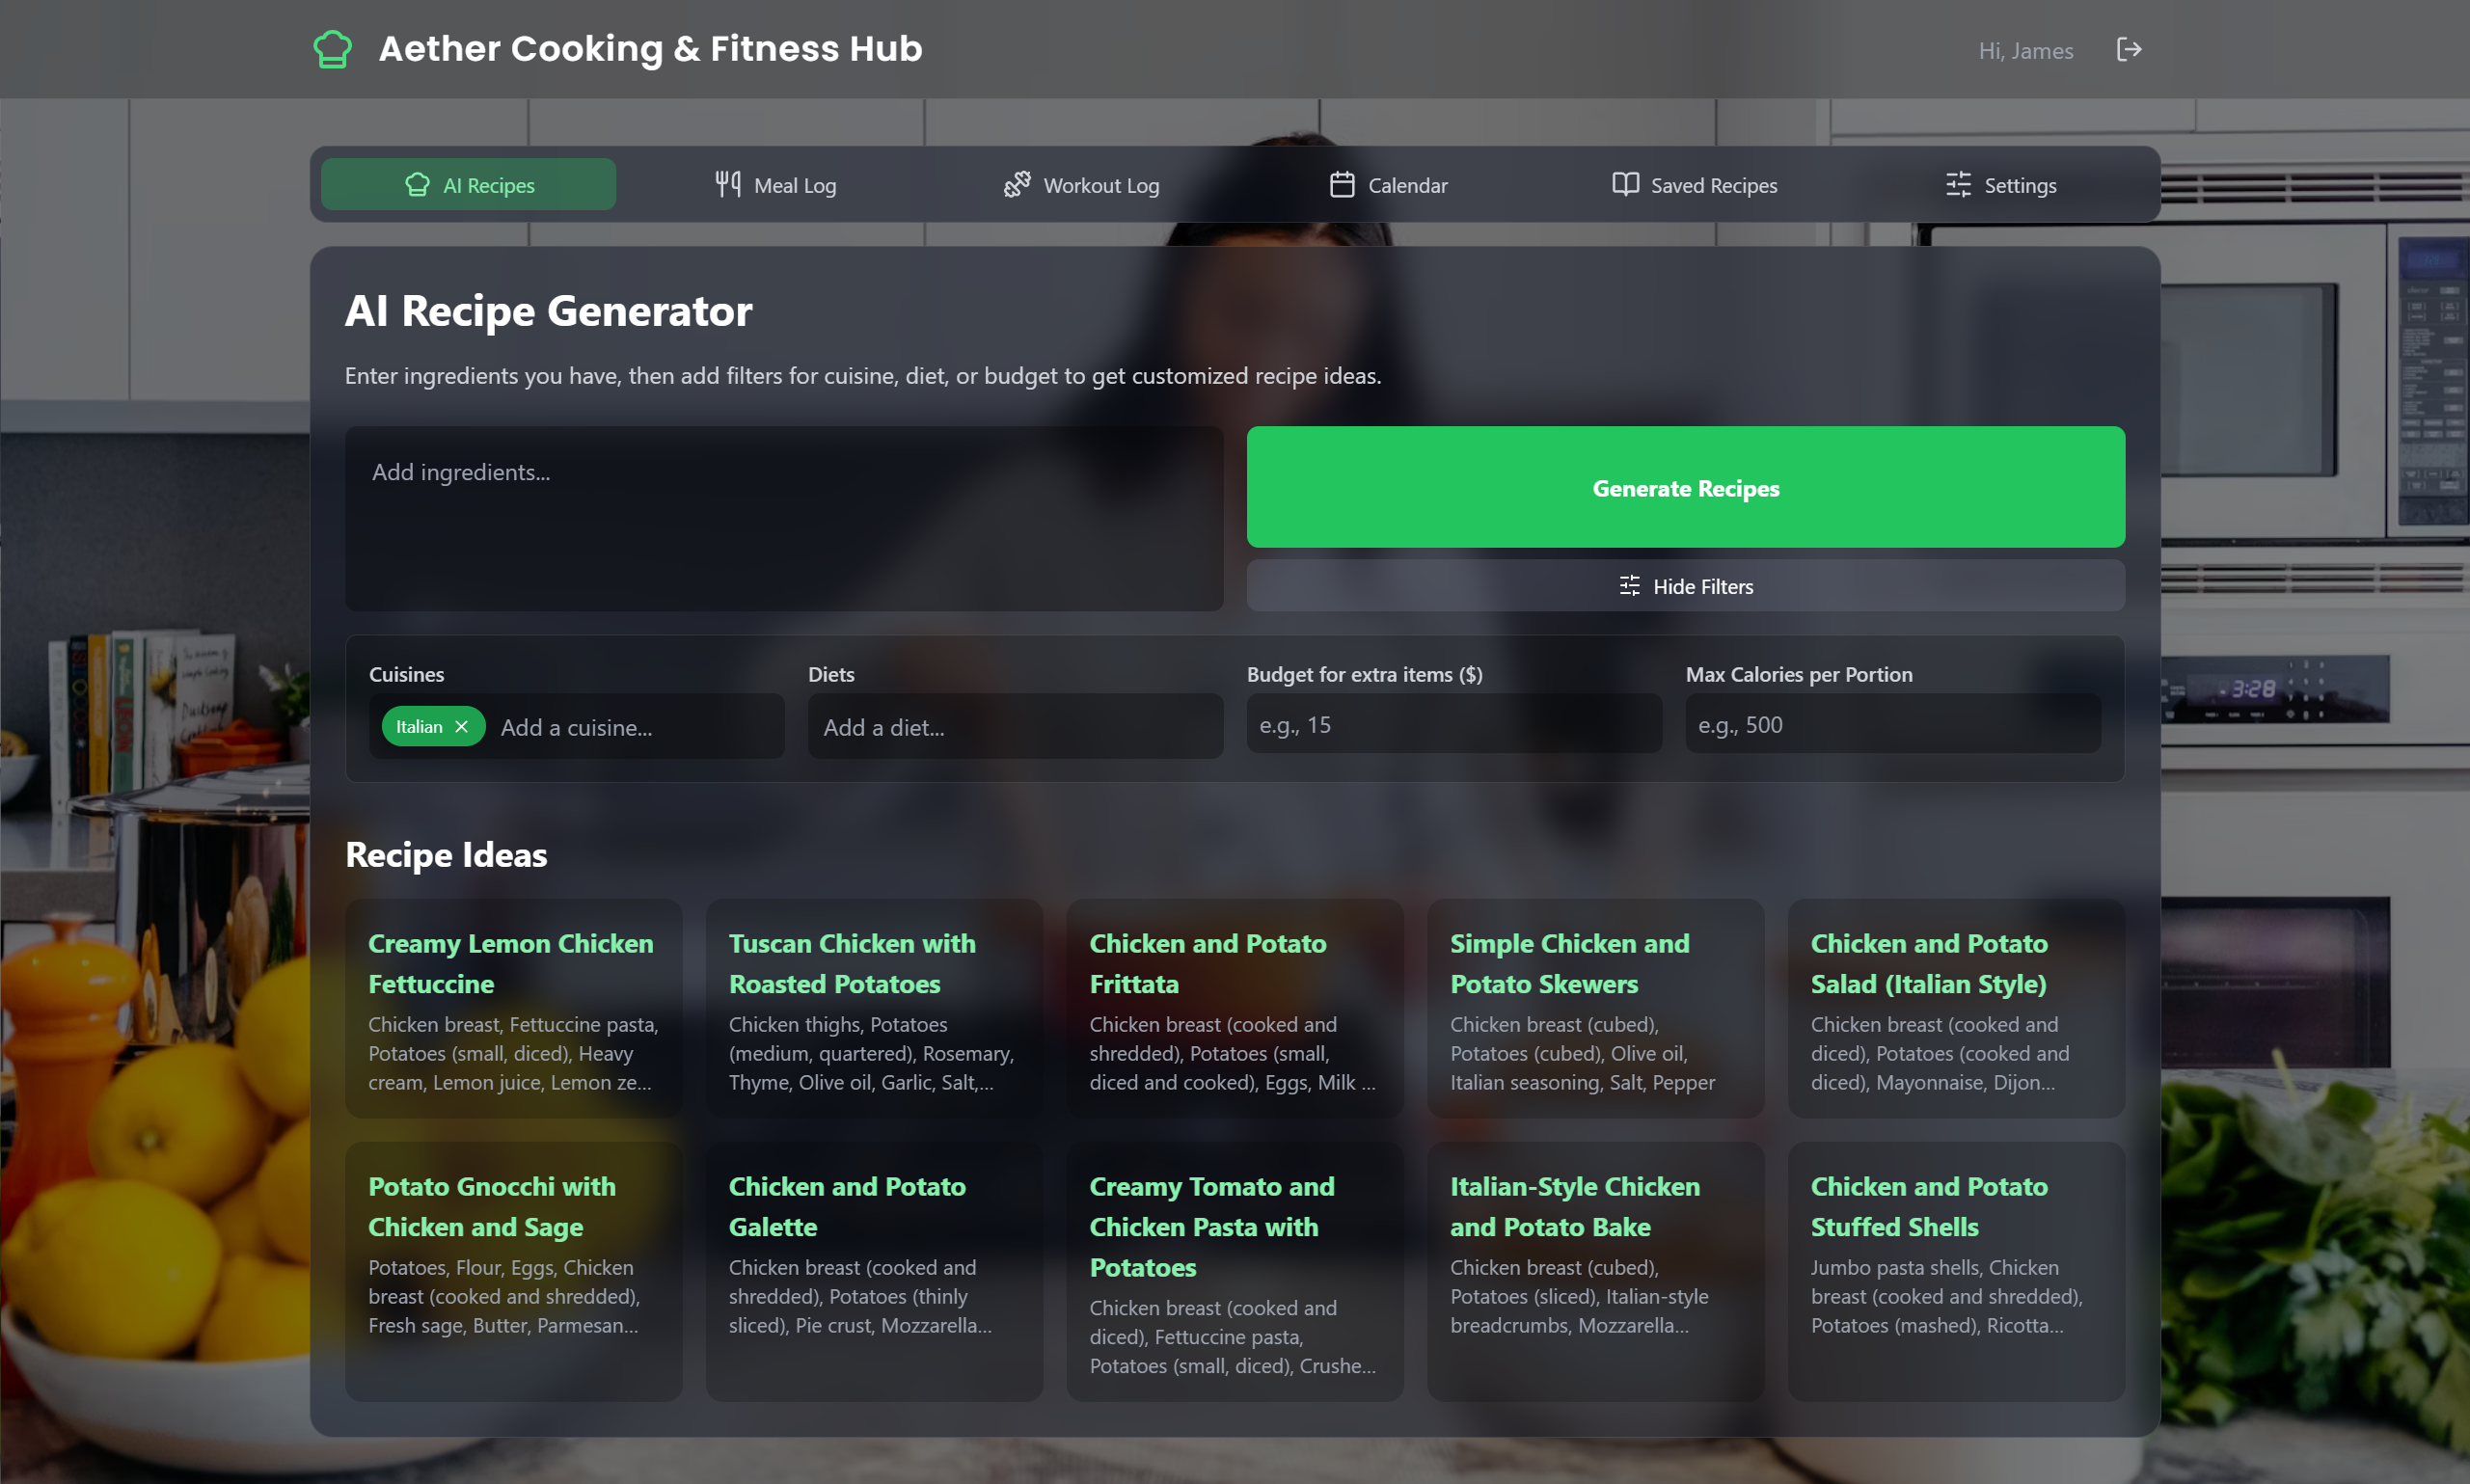 Aether Cooking & Fitness Hub
Hi, James
AI Recipes
Meal Log
Workout Log
Calendar
Saved Recipes
Settings
AI Recipe Generator
Enter ingredients you have, then add filters for cuisine, diet, or budget to get customized recipe ideas.
Add ingredients...
Generate Recipes
Hide Filters
Cuisines
Italian
Add a cuisine...
Diets
Add a diet...
Budget for extra items ($)
e.g., 15
Max Calories per Portion
e.g., 500
3:28
Recipe Ideas
Creamy Lemon Chicken
Fettuccine
Chicken breast, Fettuccine pasta,
Potatoes (small, diced), Heavy
cream, Lemon juice, Lemon ze...
Tuscan Chicken with
Roasted Potatoes
Chicken thighs, Potatoes
(medium, quartered), Rosemary,
Thyme, Olive oil, Garlic, Salt,...
Chicken and Potato
Frittata
Chicken breast (cooked and
shredded), Potatoes (small,
diced and cooked), Eggs, Milk ...
Simple Chicken and
Potato Skewers
Chicken breast (cubed),
Potatoes (cubed), Olive oil,
Italian seasoning, Salt, Pepper
Chicken and Potato
Salad (Italian Style)
Chicken breast (cooked and
diced), Potatoes (cooked and
diced), Mayonnaise, Dijon...
Potato Gnocchi with
Chicken and Sage
Potatoes, Flour, Eggs, Chicken
breast (cooked and shredded),
Fresh sage, Butter, Parmesan...
Chicken and Potato
Galette
Chicken breast (cooked and
shredded), Potatoes (thinly
sliced), Pie crust, Mozzarella...
Creamy Tomato and
Chicken Pasta with
Potatoes
Chicken breast (cooked and
diced), Fettuccine pasta,
Potatoes (small, diced), Crushe...
Italian-Style Chicken
and Potato Bake
Chicken breast (cubed),
Potatoes (sliced), Italian-style
breadcrumbs, Mozzarella...
Chicken and Potato
Stuffed Shells
Jumbo pasta shells, Chicken
breast (cooked and shredded),
Potatoes (mashed), Ricotta...